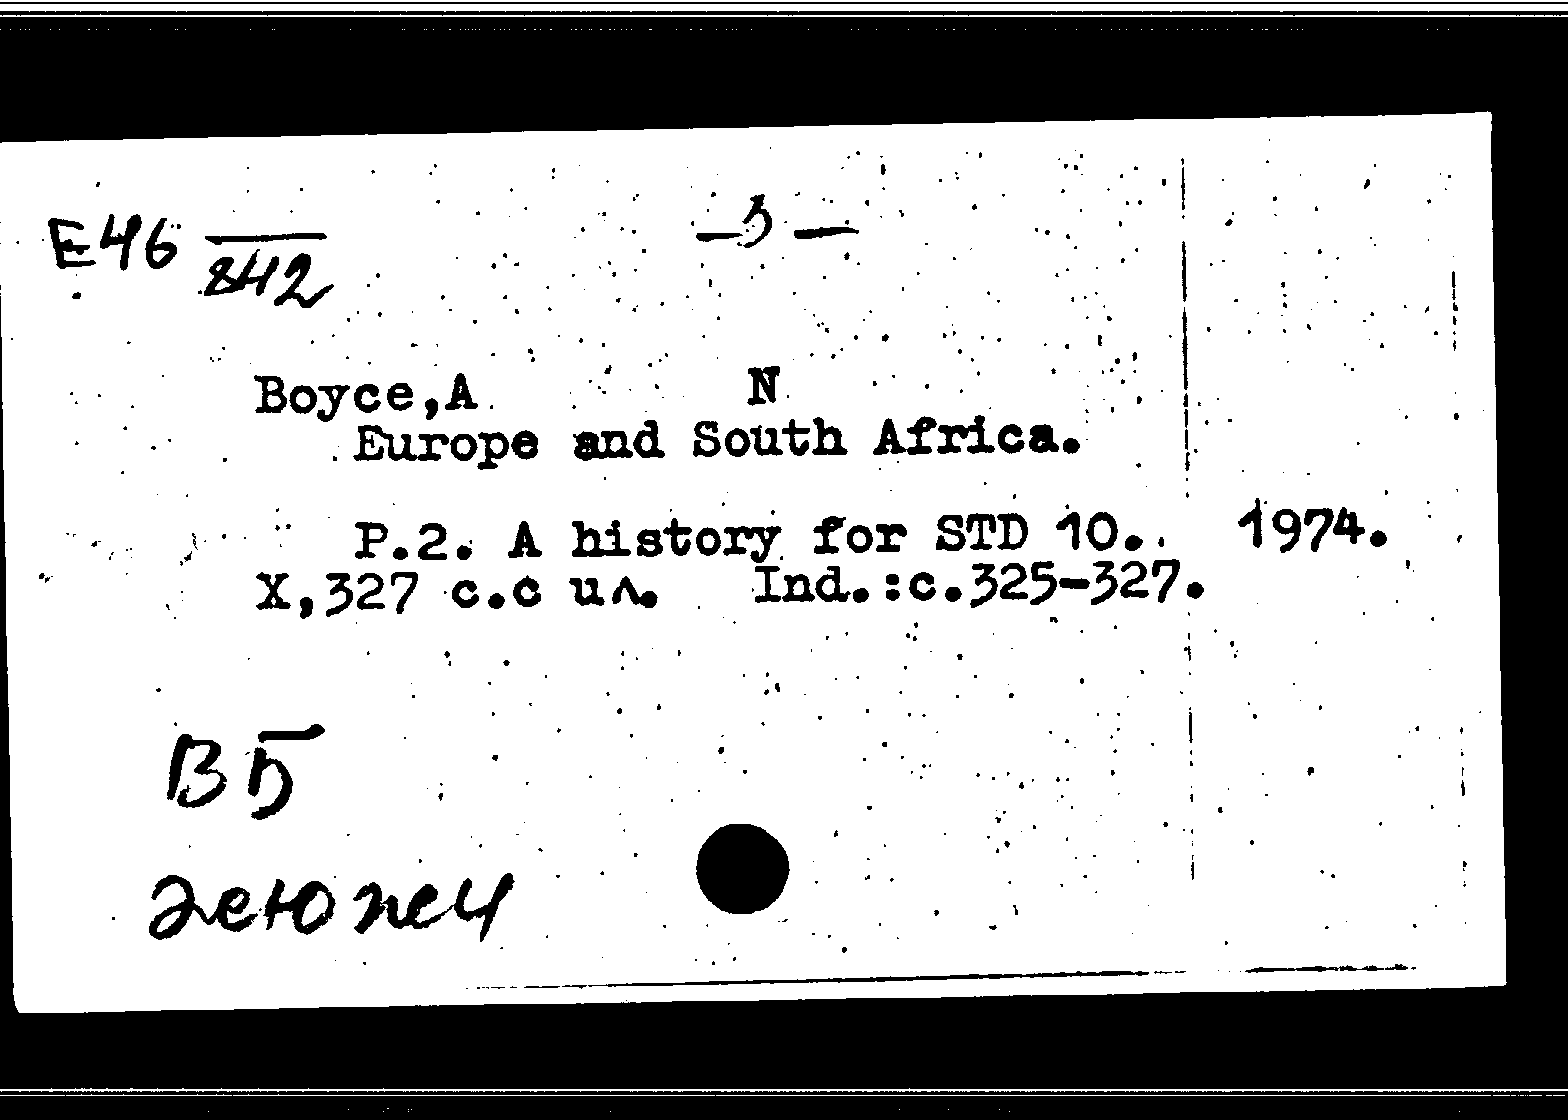 E46 842 — 3 —
Boyce,A N
Europe and South Africa.
P.2. A history for STD 10. 1974.
X,327 с.с ил. Ind.:с.325-327.
ВБ